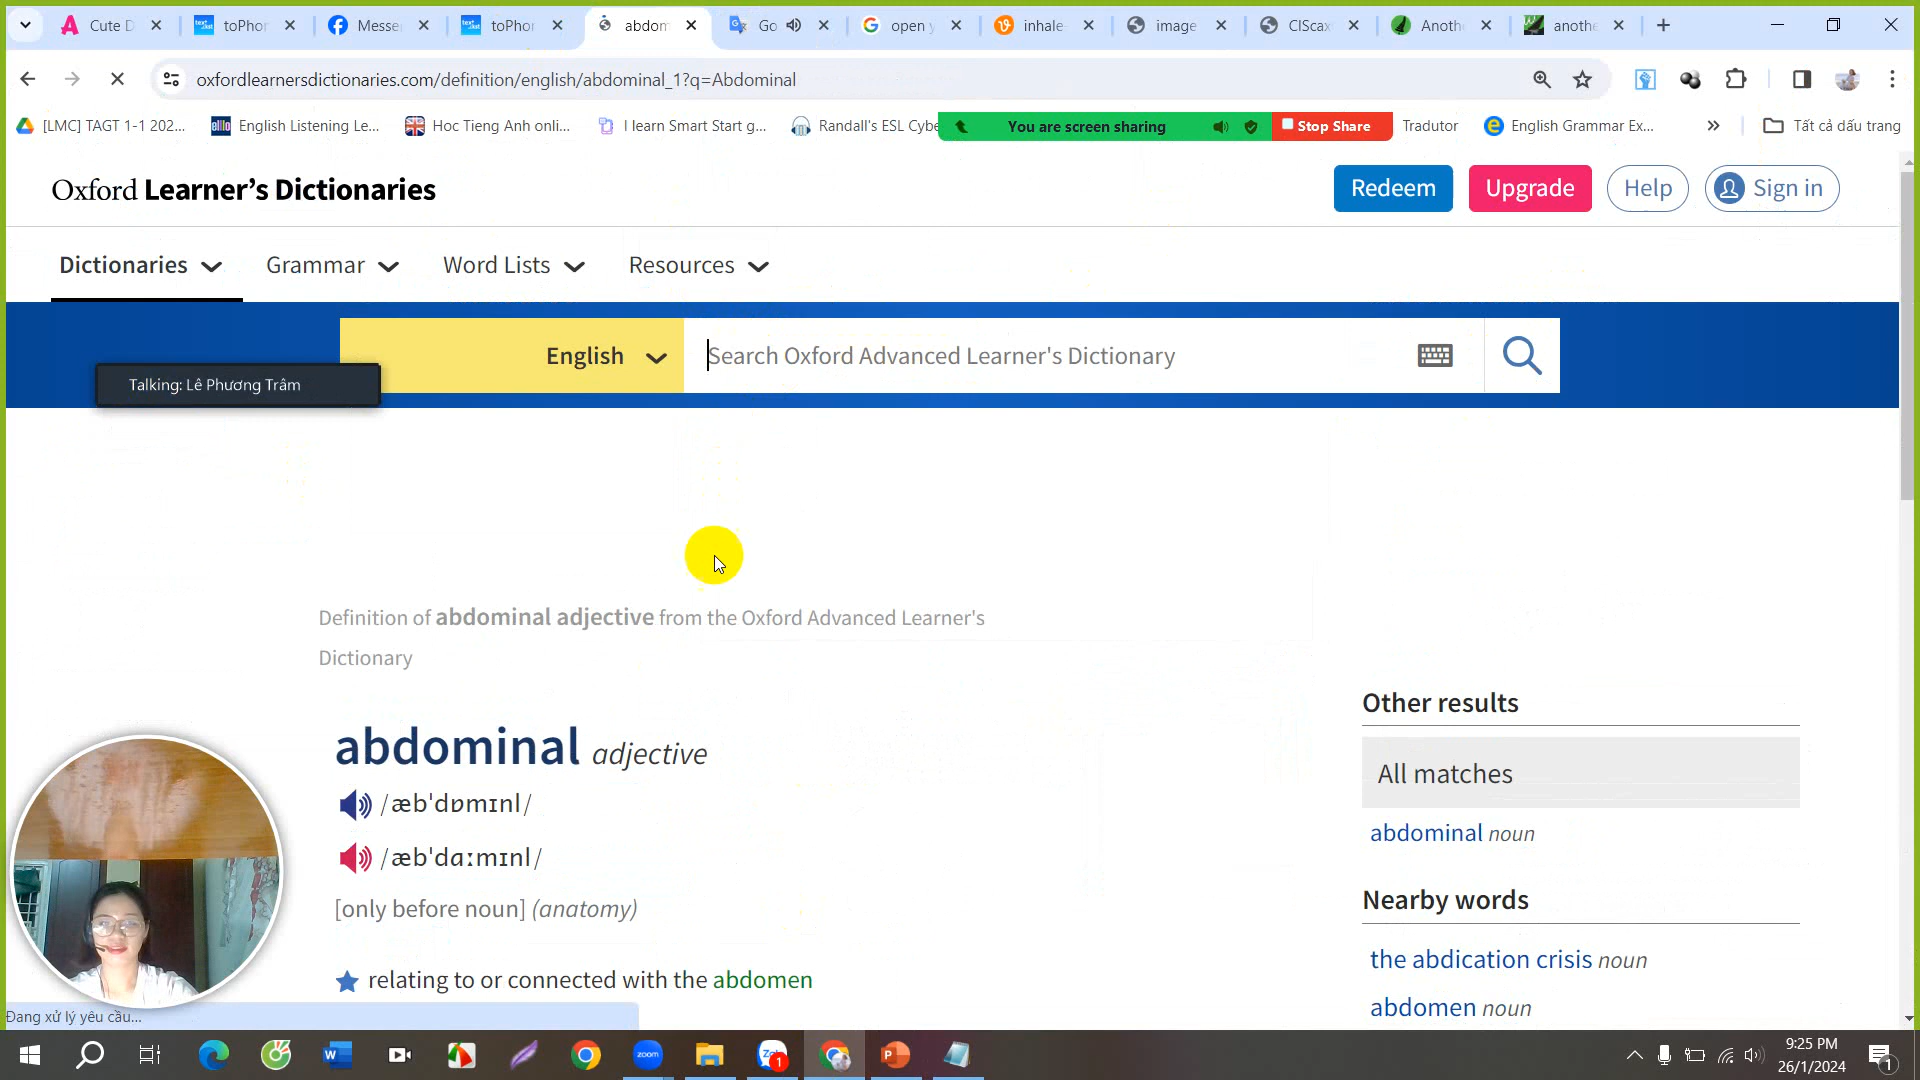 Cute D
toPhor
Messe
toPhor
abdom
Go
open y
inhale
image
CIScax
Anoth
anothe
oxfordlearnersdictionaries.com/definition/english/abdominal_1?q=Abdominal
[LMC] TAGT 1-1 202...
English Listening Le...
Hoc Tieng Anh onli...
I learn Smart Start g...
Randall's ESL Cybe
You are screen sharing
Stop Share
Tradutor
English Grammar Ex...
Tất cả dấu trang
Oxford Learner's Dictionaries
Redeem
Upgrade
Help
Sign in
Dictionaries
Grammar
Word Lists
Resources
English
Search Oxford Advanced Learner's Dictionary
Talking: Lê Phương Trâm
Definition of abdominal adjective from the Oxford Advanced Learner's
Dictionary
abdominal adjective
/æbˈdɒmɪnl/
/æbˈdɑːmɪnl/
[only before noun] (anatomy)
relating to or connected with the abdomen
Other results
All matches
abdominal noun
Nearby words
the abdication crisis noun
abdomen noun
Đang xử lý yêu cầu...
zoom
1
9:25 PM
26/1/2024
1